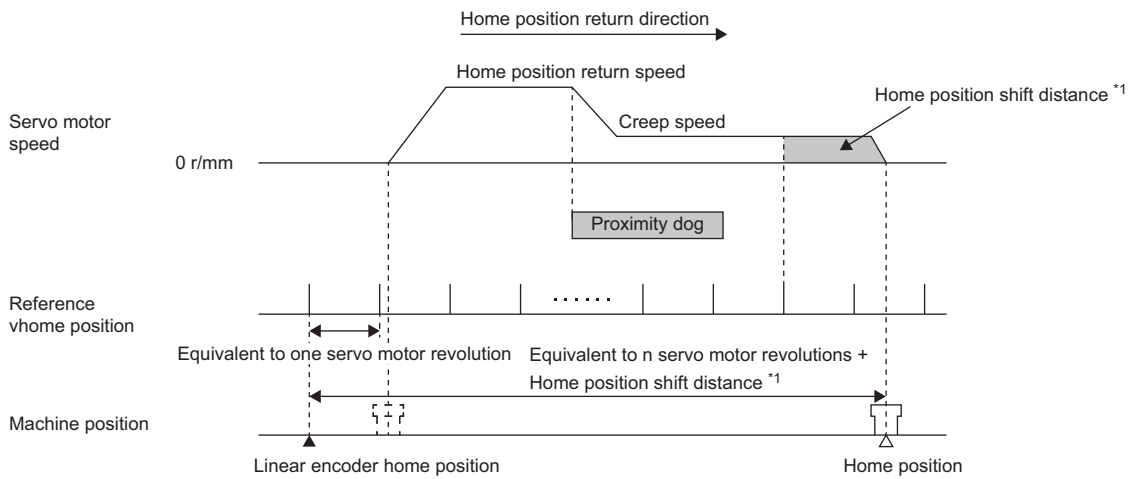 Home position return direction
Home position return speed
Home position shift distance *1
Servo motor
speed
Creep speed
0 r/mm
Proximity dog
Reference
vhome position
Equivalent to one servo motor revolution
Equivalent to n servo motor revolutions +
Home position shift distance *1
Machine position
Linear encoder home position
Home position